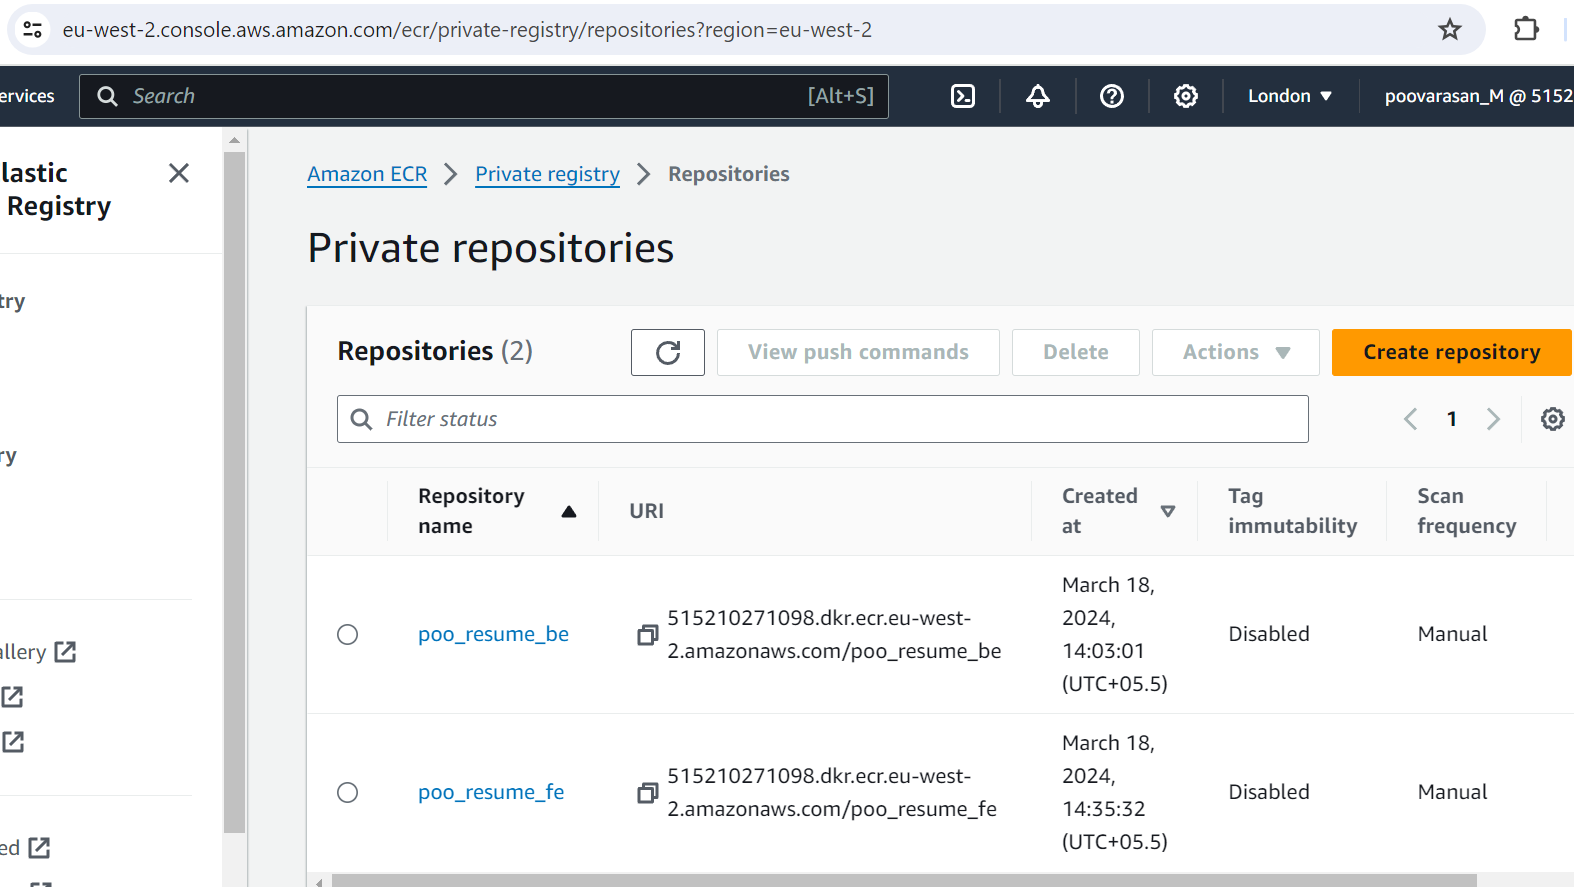 eu-west-2.console.aws.amazon.com/ecr/private-registry/repositories?region=eu-west-2
ervices
Search
[Alt+S]
London
poovarasan_M @ 5152
lastic
Registry
try
ry
allery
ed
Amazon ECR
Private registry
Repositories
Private repositories
Repositories (2)
View push commands
Delete
Actions
Create repository
Filter status
1
Repository
name
URI
Created
at
Tag
immutability
Scan
frequency
poo_resume_be
515210271098.dkr.ecr.eu-west-
2.amazonaws.com/poo_resume_be
March 18,
2024,
14:03:01
(UTC+05.5)
Disabled
Manual
poo_resume_fe
515210271098.dkr.ecr.eu-west-
2.amazonaws.com/poo_resume_fe
March 18,
2024,
14:35:32
(UTC+05.5)
Disabled
Manual